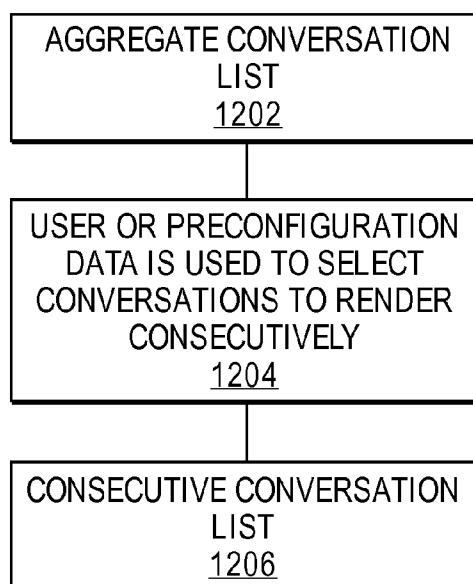 AGGREGATE CONVERSATION
LIST
1202
USER OR PRECONFIGURATION
DATA IS USED TO SELECT
CONVERSATIONS TO RENDER
CONSECUTIVELY
1204
CONSECUTIVE CONVERSATION
LIST
1206